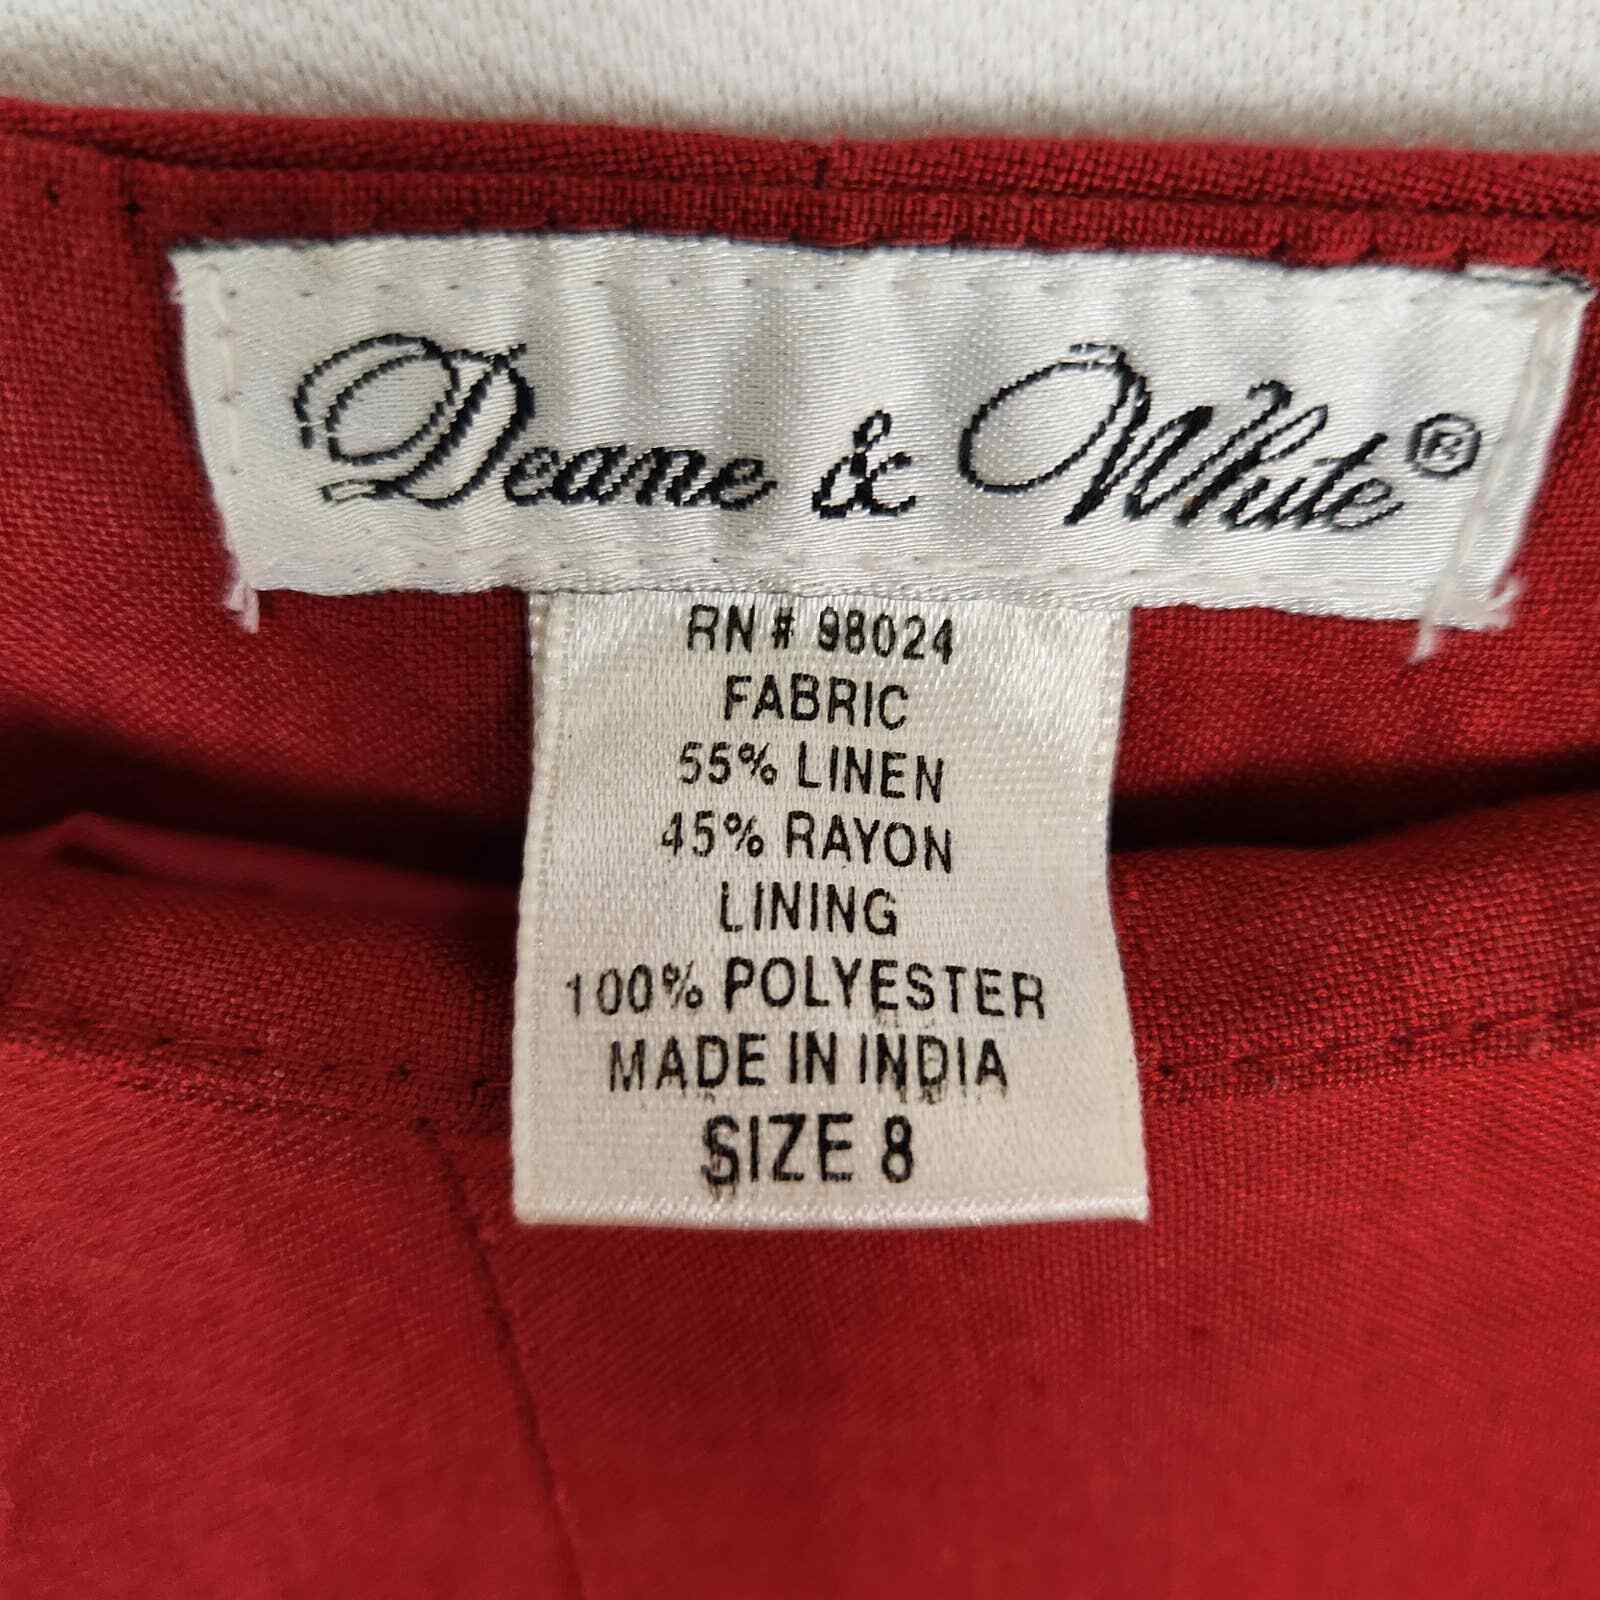 Deane & White®
RN # 98024
FABRIC
55% LINEN
45% RAYON
LINING
100% POLYESTER
MADE IN INDIA
SIZE 8